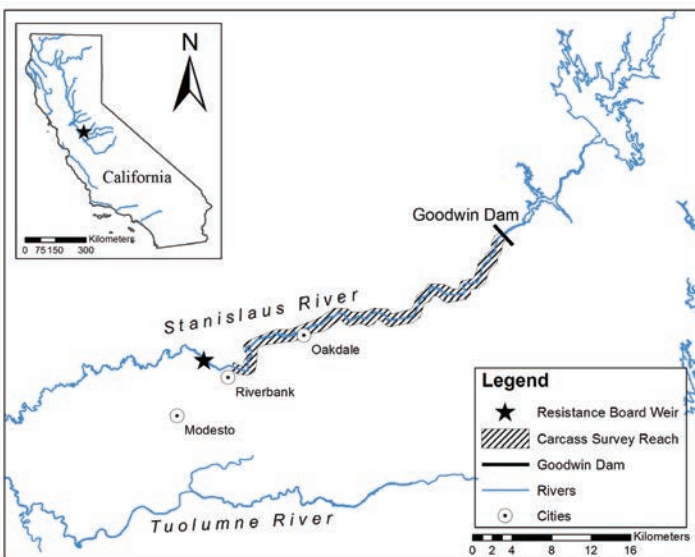 N
California
Kilometers
0 75 150 300
Goodwin Dam
Stanislaus River
Oakdale
Riverbank
Modesto
Tuolumne River
Legend
Resistance Board Weir
Carcass Survey Reach
Goodwin Dam
Rivers
Cities
Kilometers
0 1 2 4 8 12 16